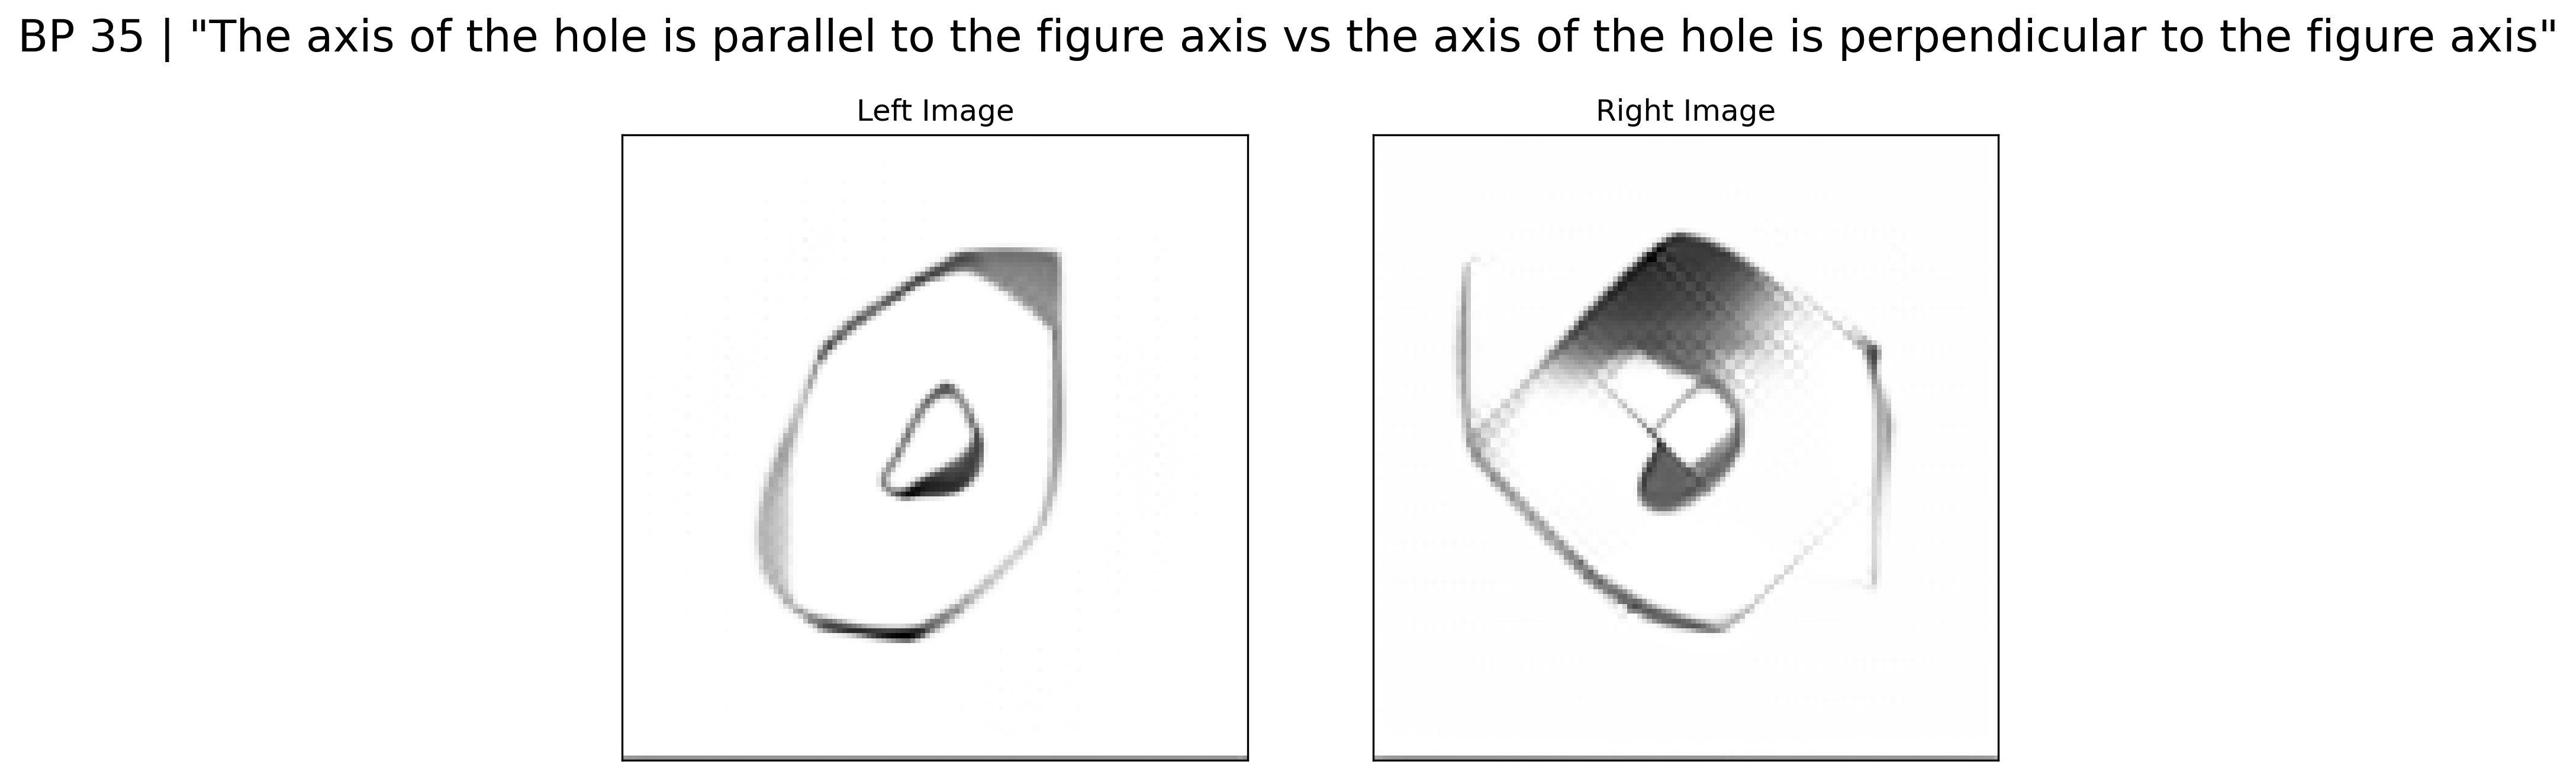 BP 35 | "The axis of the hole is parallel to the figure axis vs the axis of the hole is perpendicular to the figure axis"
Left Image
Right Image